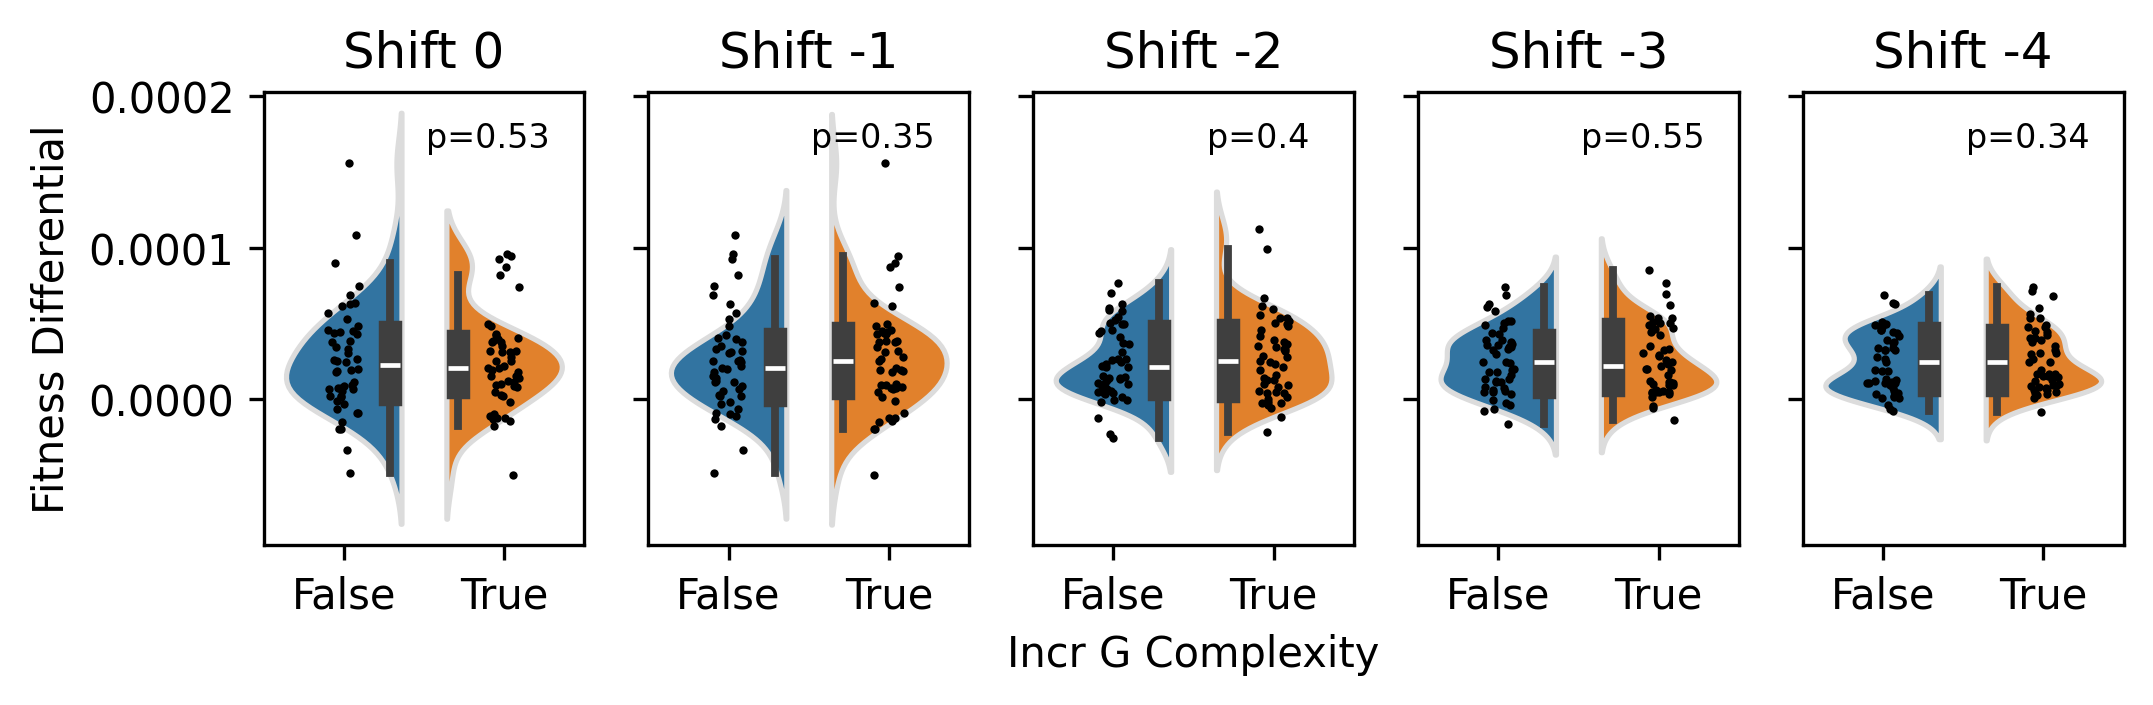 Shift 0
Shift -1
Shift -2
Shift -3
Shift -4
Fitness Differential
0.0002
0.0001
0.0000
p=0.53
p=0.35
p=0.4
p=0.55
p=0.34
False
True
False
True
False
True
False
True
False
True
Incr G Complexity